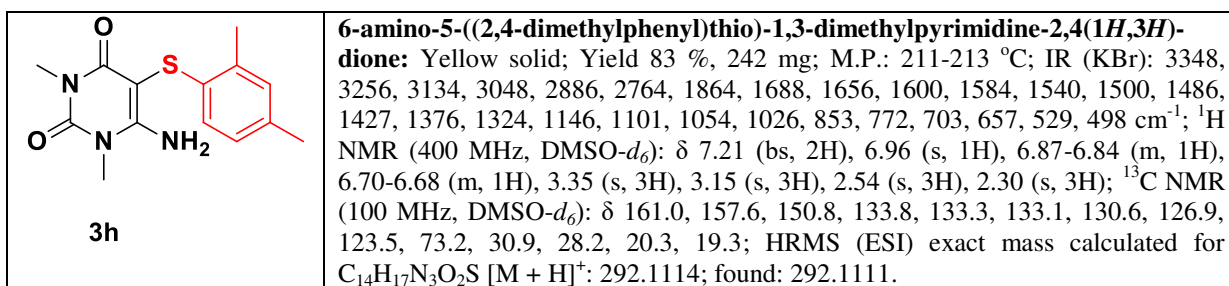 O
S
N
O
N
NH₂
3h
6-amino-5-((2,4-dimethylphenyl)thio)-1,3-dimethylpyrimidine-2,4(1H,3H)-
dione: Yellow solid; Yield 83 %, 242 mg; M.P.: 211-213 °C; IR (KBr): 3348,
3256, 3134, 3048, 2886, 2764, 1864, 1688, 1656, 1600, 1584, 1540, 1500, 1486,
1427, 1376, 1324, 1146, 1101, 1054, 1026, 853, 772, 703, 657, 529, 498 cm⁻¹; ¹H
NMR (400 MHz, DMSO-d₆): δ 7.21 (bs, 2H), 6.96 (s, 1H), 6.87-6.84 (m, 1H),
6.70-6.68 (m, 1H), 3.35 (s, 3H), 3.15 (s, 3H), 2.54 (s, 3H), 2.30 (s, 3H); ¹³C NMR
(100 MHz, DMSO-d₆): δ 161.0, 157.6, 150.8, 133.8, 133.3, 133.1, 130.6, 126.9,
123.5, 73.2, 30.9, 28.2, 20.3, 19.3; HRMS (ESI) exact mass calculated for
C₁₄H₁₇N₃O₂S [M + H]⁺: 292.1114; found: 292.1111.